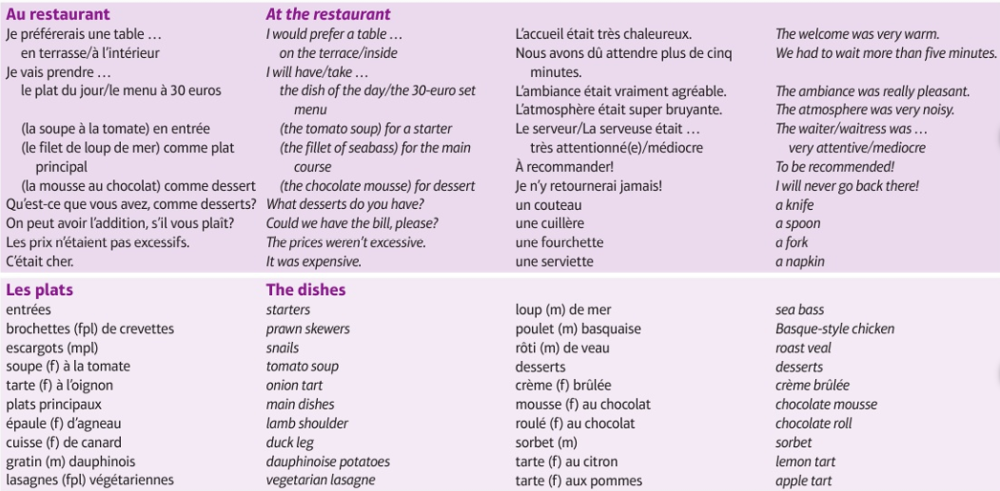 Au restaurant At the restaurant
Je préférerais une table … I would prefer a table …
en terrasse/à l'intérieur on the terrace/inside
Je vais prendre … I will have/take …
le plat du jour/le menu à 30 euros the dish of the day/the 30-euro set
menu
(la soupe à la tomate) en entrée (the tomato soup) for a starter
(le filet de loup de mer) comme plat (the fillet of seabass) for the main
principal course
(la mousse au chocolat) comme dessert (the chocolate mousse) for dessert
Qu'est-ce que vous avez, comme desserts? What desserts do you have?
On peut avoir l'addition, s'il vous plaît? Could we have the bill, please?
Les prix n'étaient pas excessifs. The prices weren't excessive.
C'était cher. It was expensive.
L'accueil était très chaleureux. The welcome was very warm.
Nous avons dû attendre plus de cinq We had to wait more than five minutes.
minutes.
L'ambiance était vraiment agréable. The ambiance was really pleasant.
L'atmosphère était super bruyante. The atmosphere was very noisy.
Le serveur/La serveuse était … The waiter/waitress was …
très attentionné(e)/médiocre very attentive/mediocre
À recommander! To be recommended!
Je n'y retournerai jamais! I will never go back there!
un couteau a knife
une cuillère a spoon
une fourchette a fork
une serviette a napkin
Les plats The dishes
entrées starters
brochettes (fpl) de crevettes prawn skewers
escargots (mpl) snails
soupe (f) à la tomate tomato soup
tarte (f) à l'oignon onion tart
plats principaux main dishes
épaule (f) d'agneau lamb shoulder
cuisse (f) de canard duck leg
gratin (m) dauphinois dauphinoise potatoes
lasagnes (fpl) végétariennes vegetarian lasagne
loup (m) de mer sea bass
poulet (m) basquaise Basque-style chicken
rôti (m) de veau roast veal
desserts desserts
crème (f) brûlée crème brûlée
mousse (f) au chocolat chocolate mousse
roulé (f) au chocolat chocolate roll
sorbet (m) sorbet
tarte (f) au citron lemon tart
tarte (f) aux pommes apple tart